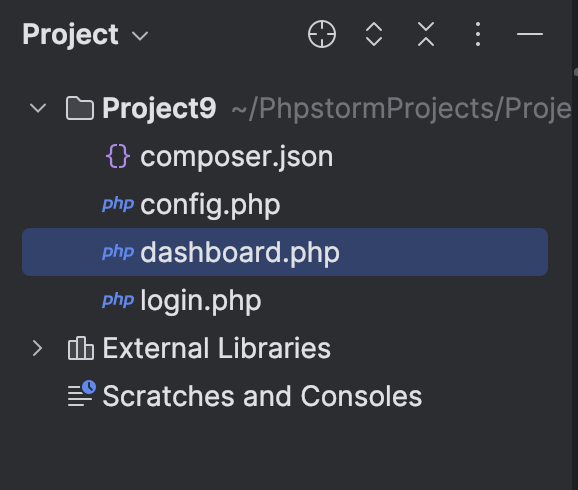 Project
Project9 ~/PhpstormProjects/Proje
{} composer.json
php config.php
php dashboard.php
php login.php
External Libraries
Scratches and Consoles